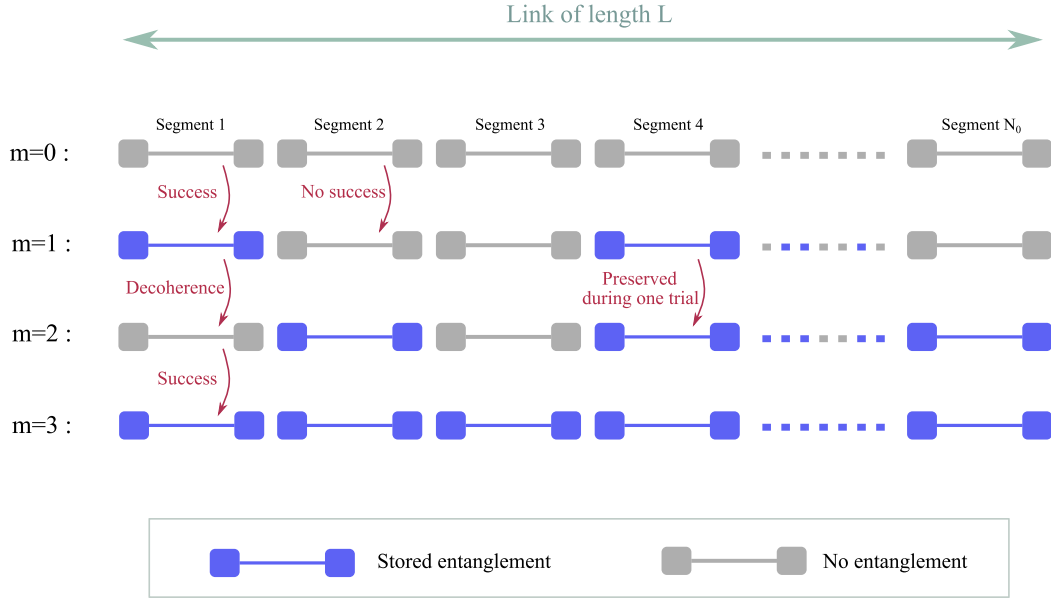 Link of length L
Segment 1
Segment 2
Segment 3
Segment 4
Segment N₀
m=0 :
Success
No success
m=1 :
Decoherence
Preserved
during one trial
m=2 :
Success
m=3 :
Stored entanglement
No entanglement